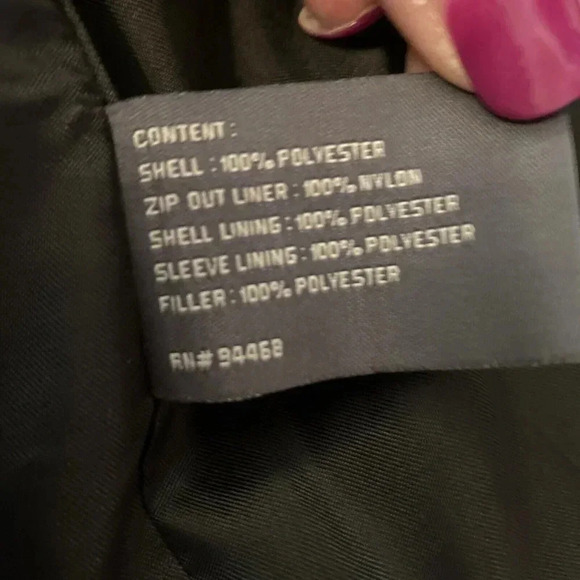 CONTENT:
SHELL : 100% POLYESTER
ZIP OUT LINER : 100% NYLON
SHELL LINING : 100% POLYESTER
SLEEVE LINING : 100% POLYESTER
FILLER : 100% POLYESTER
RN# 94468